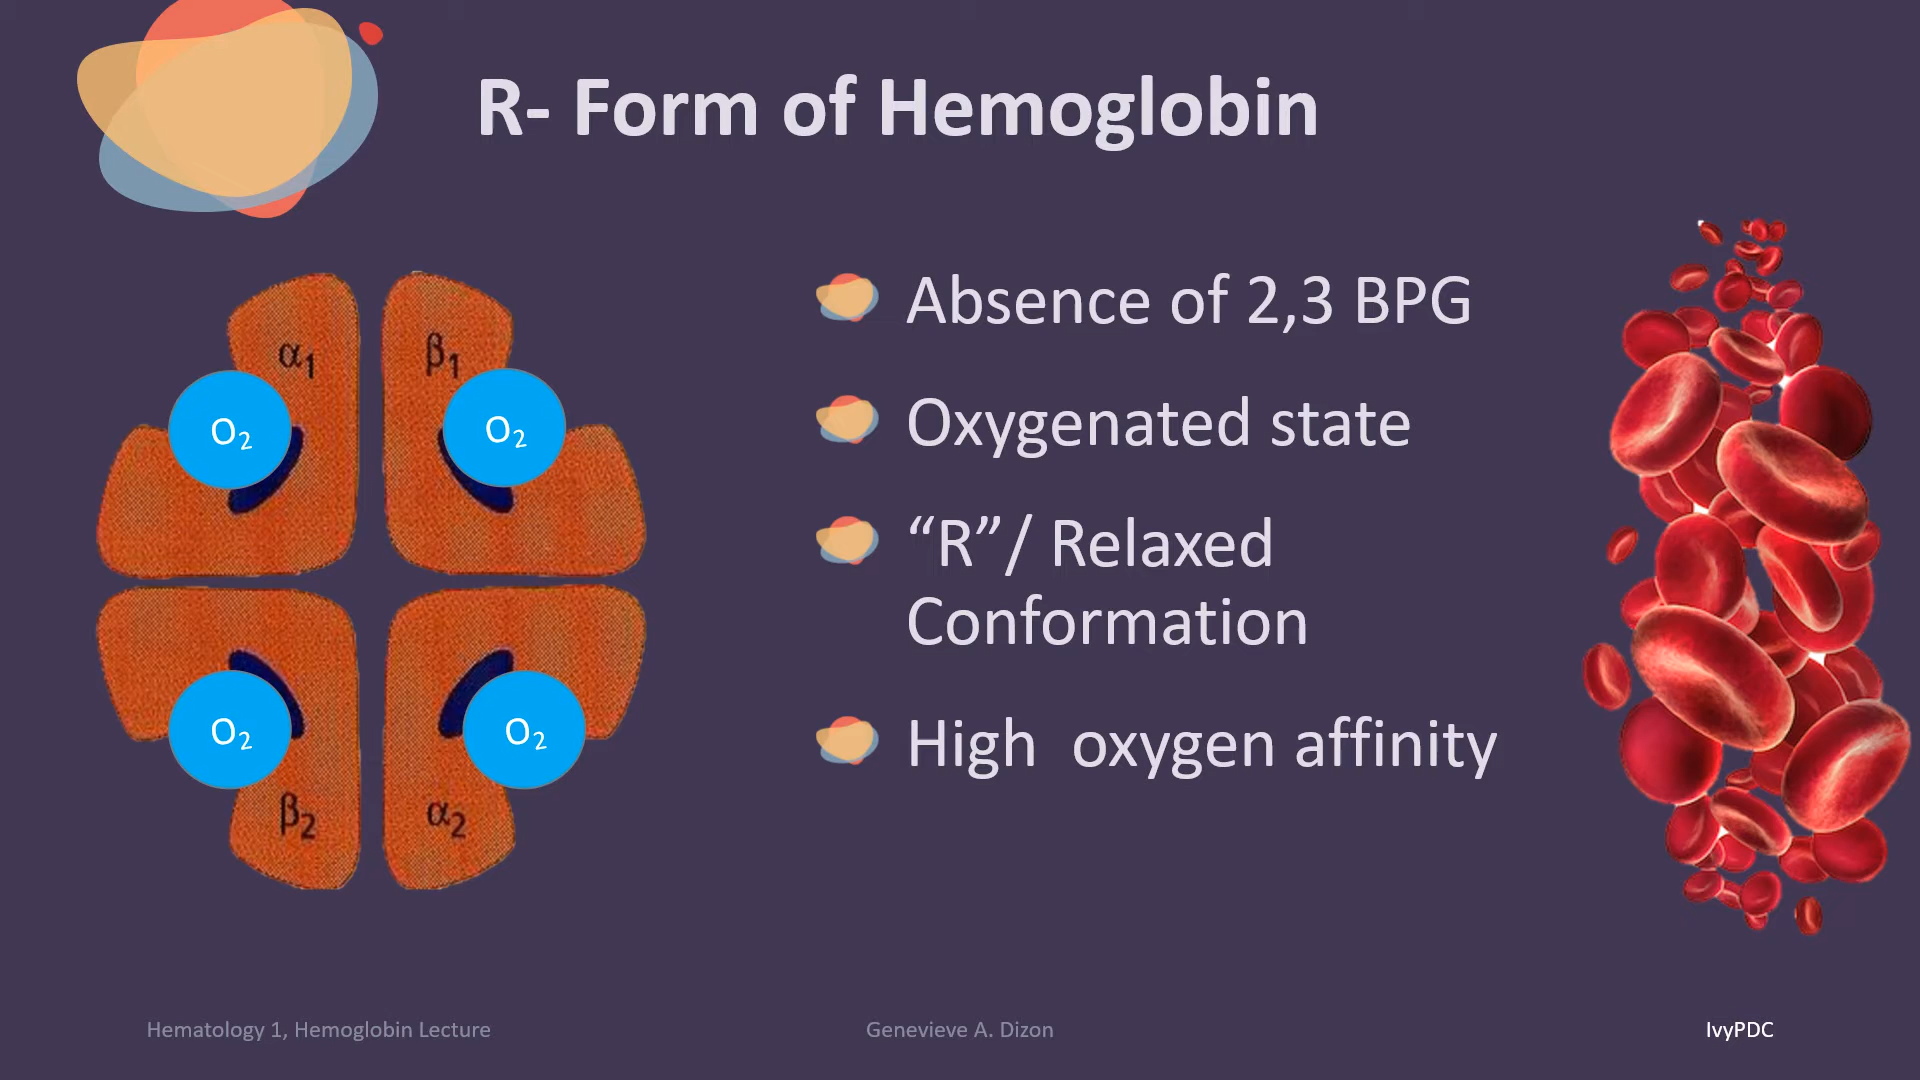 R- Form of Hemoglobin
α1
β1
O2
O2
O2
O2
β2
α2
Absence of 2,3 BPG
Oxygenated state
“R”/ Relaxed
Conformation
High  oxygen affinity
Hematology 1, Hemoglobin Lecture
Genevieve A. Dizon
IvyPDC